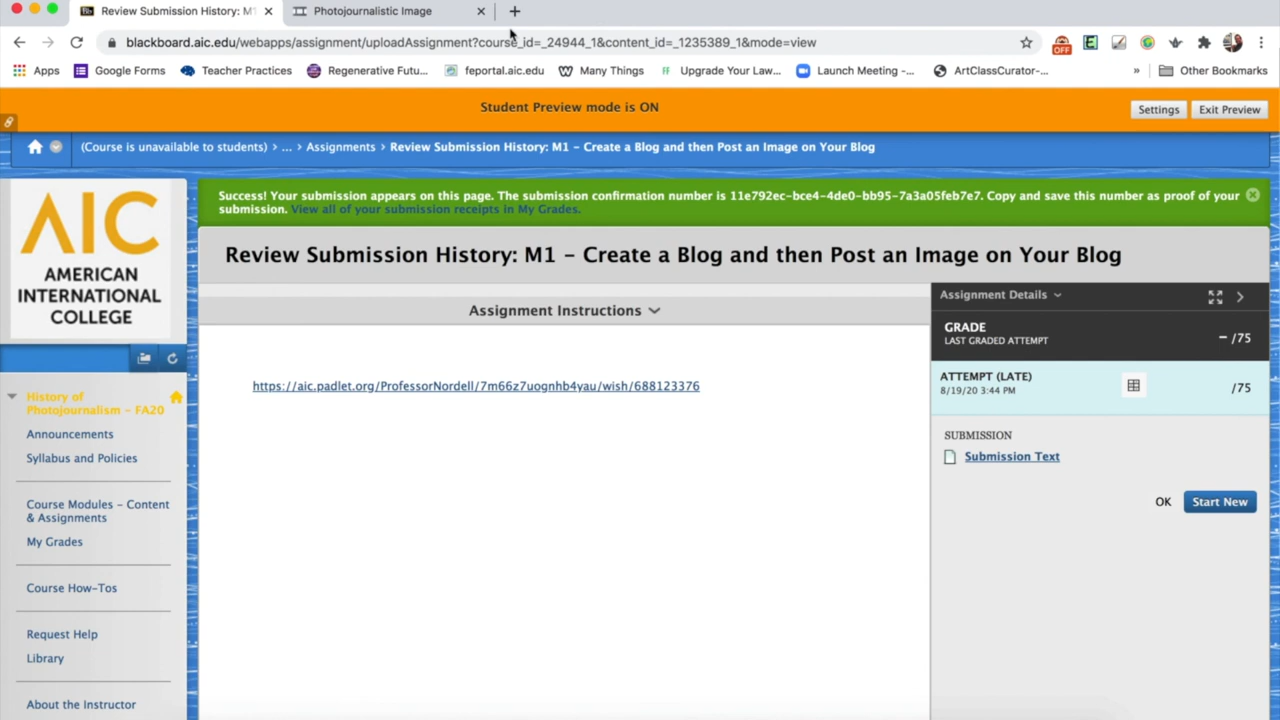 Review Submission History: M1
Photojournalistic Image
blackboard.aic.edu/webapps/assignment/uploadAssignment?course_id=_24944_1&content_id=_1235389_1&mode=view
OFF
Apps
Google Forms
Teacher Practices
Regenerative Futu...
feportal.aic.edu
Many Things
FF Upgrade Your Law...
Launch Meeting -...
ArtClassCurator-...
»
Other Bookmarks
Student Preview mode is ON
Settings
Exit Preview
(Course is unavailable to students) > ... > Assignments > Review Submission History: M1 - Create a Blog and then Post an Image on Your Blog
Success! Your submission appears on this page. The submission confirmation number is 11e792ec-bce4-4de0-bb95-7a3a05feb7e7. Copy and save this number as proof of your
submission. View all of your submission receipts in My Grades.
AIC
AMERICAN
INTERNATIONAL
COLLEGE
Review Submission History: M1 - Create a Blog and then Post an Image on Your Blog
Assignment Instructions
https://aic.padlet.org/ProfessorNordell/7m66z7uognhb4yau/wish/688123376
Assignment Details
GRADE
LAST GRADED ATTEMPT
- /75
ATTEMPT (LATE)
8/19/20 3:44 PM
/75
SUBMISSION
Submission Text
OK
Start New
History of
Photojournalism - FA20
Announcements
Syllabus and Policies
Course Modules - Content
& Assignments
My Grades
Course How-Tos
Request Help
Library
About the Instructor